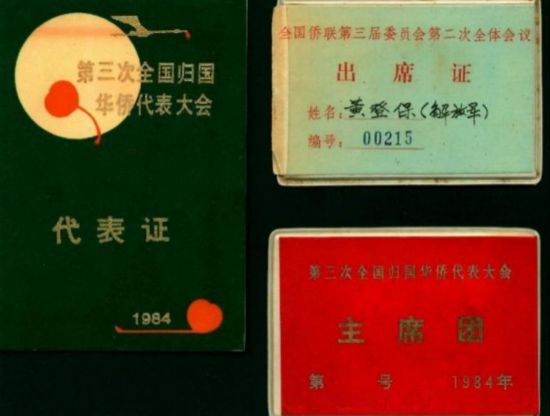 第三次全国归国
华侨代表大会
代表证
1984
全国侨联第三届委员会第二次全体会议
出席证
姓名：黄登保（解放军）
编号：00215
第三次全国归国华侨代表大会
主席团
第 号 1984年